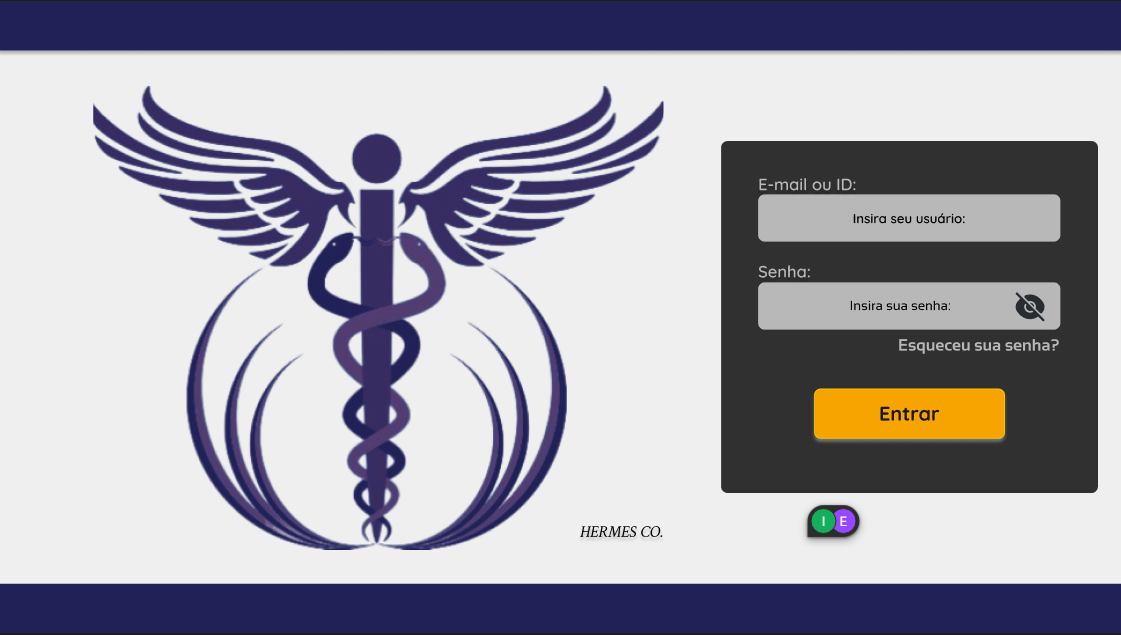 E-mail ou ID:
Insira seu usuário:
Senha:
Insira sua senha:
Esqueceu sua senha?
Entrar
HERMES CO.
I E